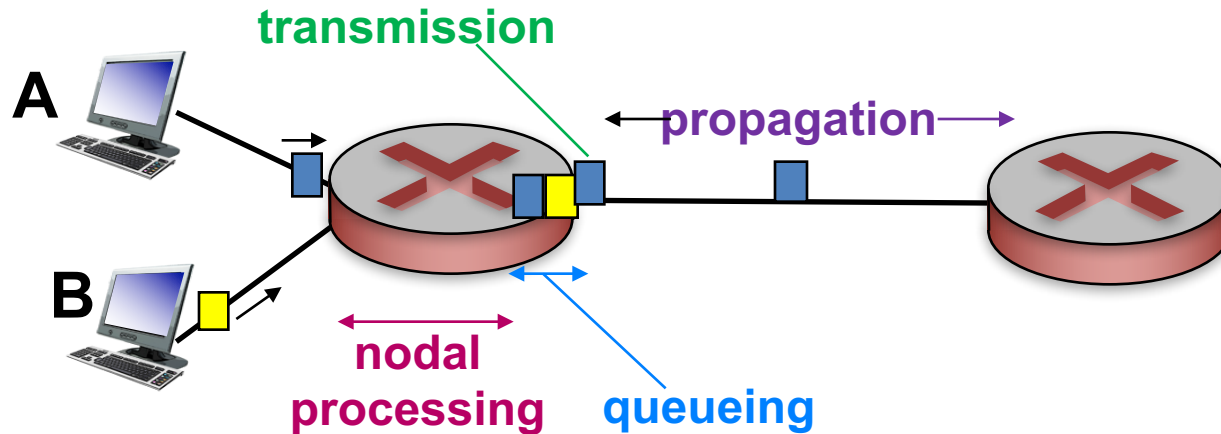 transmission
A
propagation
B
nodal
processing
queueing